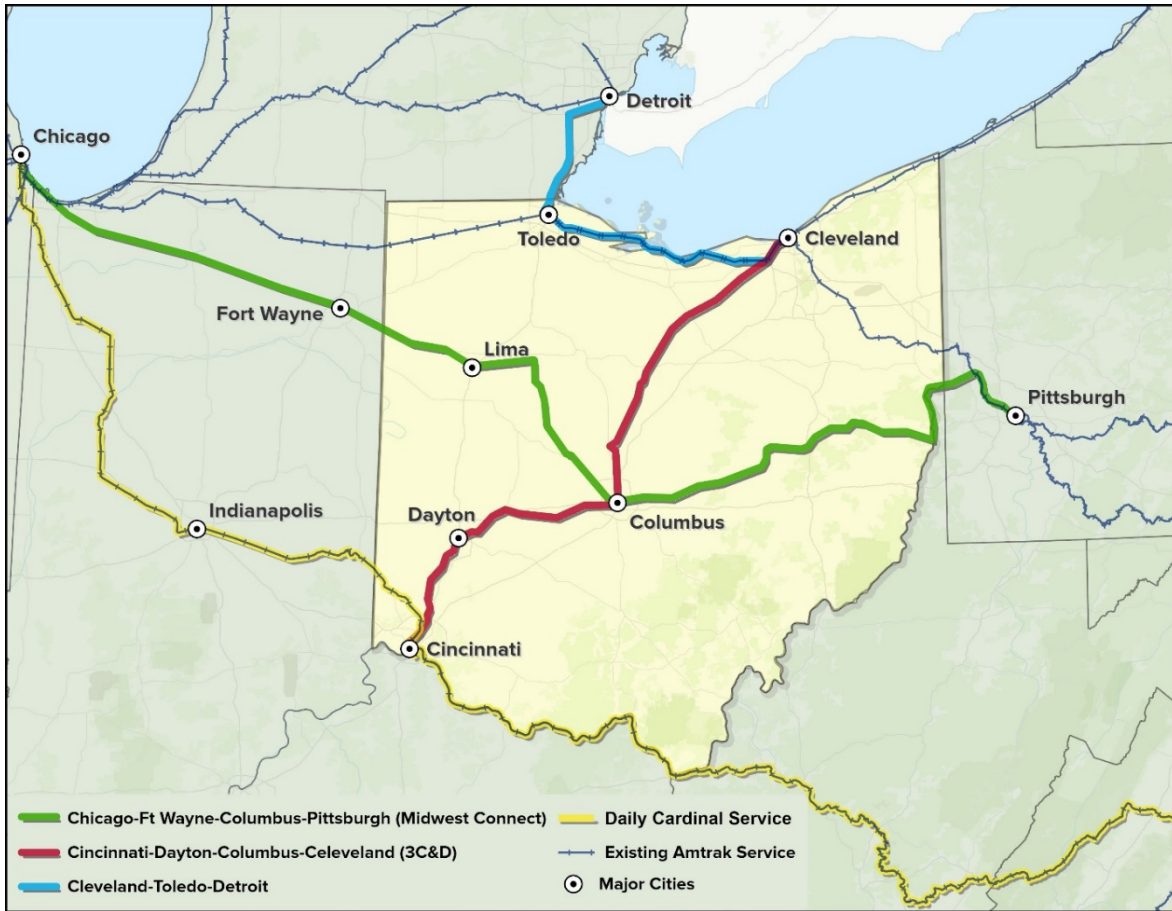 Detroit
Chicago
Toledo
Cleveland
Fort Wayne
Lima
Pittsburgh
Indianapolis
Dayton
Columbus
Cincinnati
Chicago-Ft Wayne-Columbus-Pittsburgh (Midwest Connect)
Cincinnati-Dayton-Columbus-Celeveland (3C&D)
Cleveland-Toledo-Detroit
Daily Cardinal Service
Existing Amtrak Service
Major Cities